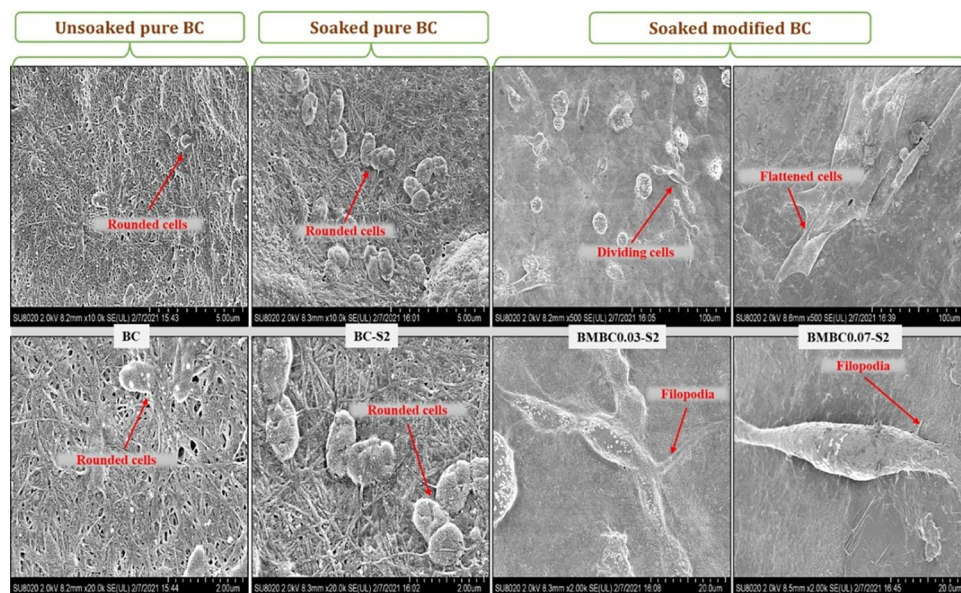 Unsoaked pure BC
Soaked pure BC
Soaked modified BC
Rounded cells
Rounded cells
Dividing cells
Flattened cells
SU8020 2.0kV 8.2mm x10.0k SE(UL) 2/7/2021 15:43 5.00um
SU8020 2.0kV 8.3mm x10.0k SE(UL) 2/7/2021 16:01 5.00um
SU8020 2.0kV 8.2mm x500 SE(UL) 2/7/2021 16:05 100um
SU8020 2.0kV 8.6mm x500 SE(UL) 2/7/2021 16:39 100um
BC
BC-S2
BMBC0.03-S2
BMBC0.07-S2
Rounded cells
Rounded cells
Filopodia
Filopodia
SU8020 2.0kV 8.2mm x20.0k SE(UL) 2/7/2021 15:44 2.00um
SU8020 2.0kV 8.3mm x20.0k SE(UL) 2/7/2021 16:02 2.00um
SU8020 2.0kV 8.3mm x2.00k SE(UL) 2/7/2021 16:08 20.0um
SU8020 2.0kV 8.5mm x2.00k SE(UL) 2/7/2021 16:45 20.0um